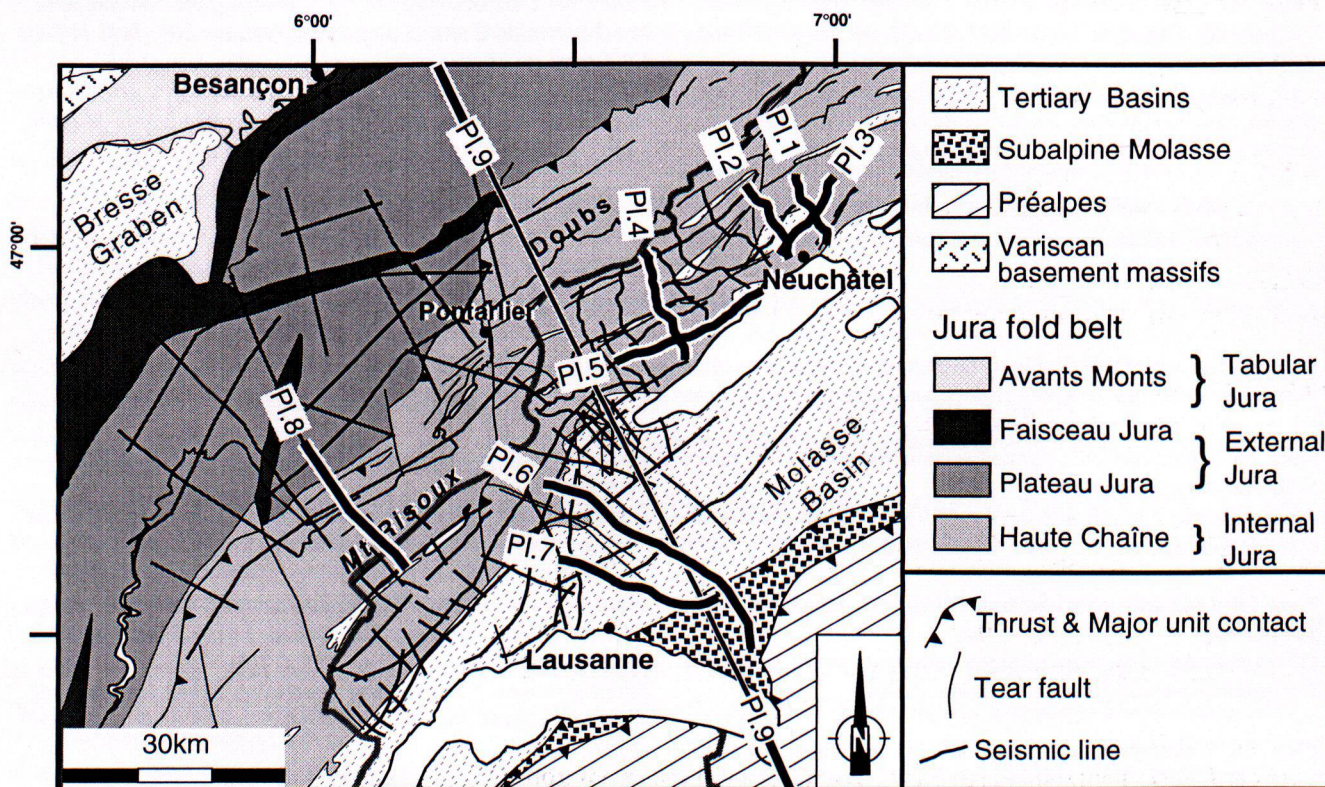 6°00'
7°00'
47°00'
Besançon
Bresse
Graben
Pl.9
Pl.2
Pl.1
Pl.3
Pl.4
Doubs
Neuchâtel
Pontarlier
Pl.5
Pl.8
Mt. Risoux
Pl.6
Pl.7
Molasse
Basin
Lausanne
Pl.9
30km
N
Tertiary Basins
Subalpine Molasse
Préalpes
Variscan
basement massifs
Jura fold belt
Avants Monts } Tabular
Jura
Faisceau Jura } External
Jura
Plateau Jura
Haute Chaîne } Internal
Jura
Thrust & Major unit contact
Tear fault
Seismic line